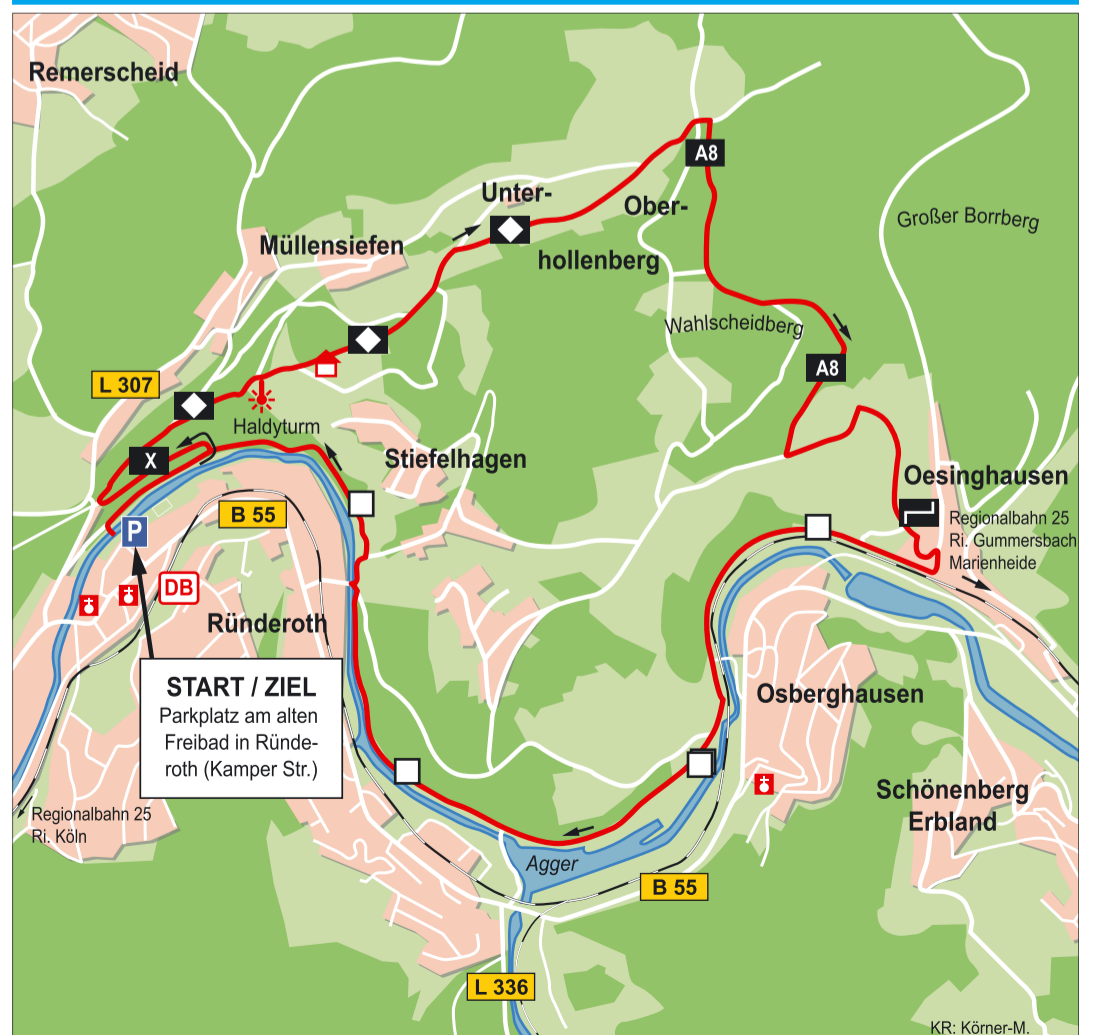 Remerscheid
Unter-
Ober-
hollenberg
A8
Großer Borrberg
Müllensiefen
Wahlscheidberg
A8
L 307
Haldyturm
X
Stiefelhagen
Oesinghausen
Regionalbahn 25
Ri. Gummersbach
Marienheide
B 55
P
DB
Ründeroth
START / ZIEL
Parkplatz am alten
Freibad in Ründe-
roth (Kamper Str.)
Osberghausen
Schönenberg
Erbland
Regionalbahn 25
Ri. Köln
Agger
B 55
L 336
KR: Körner-M.